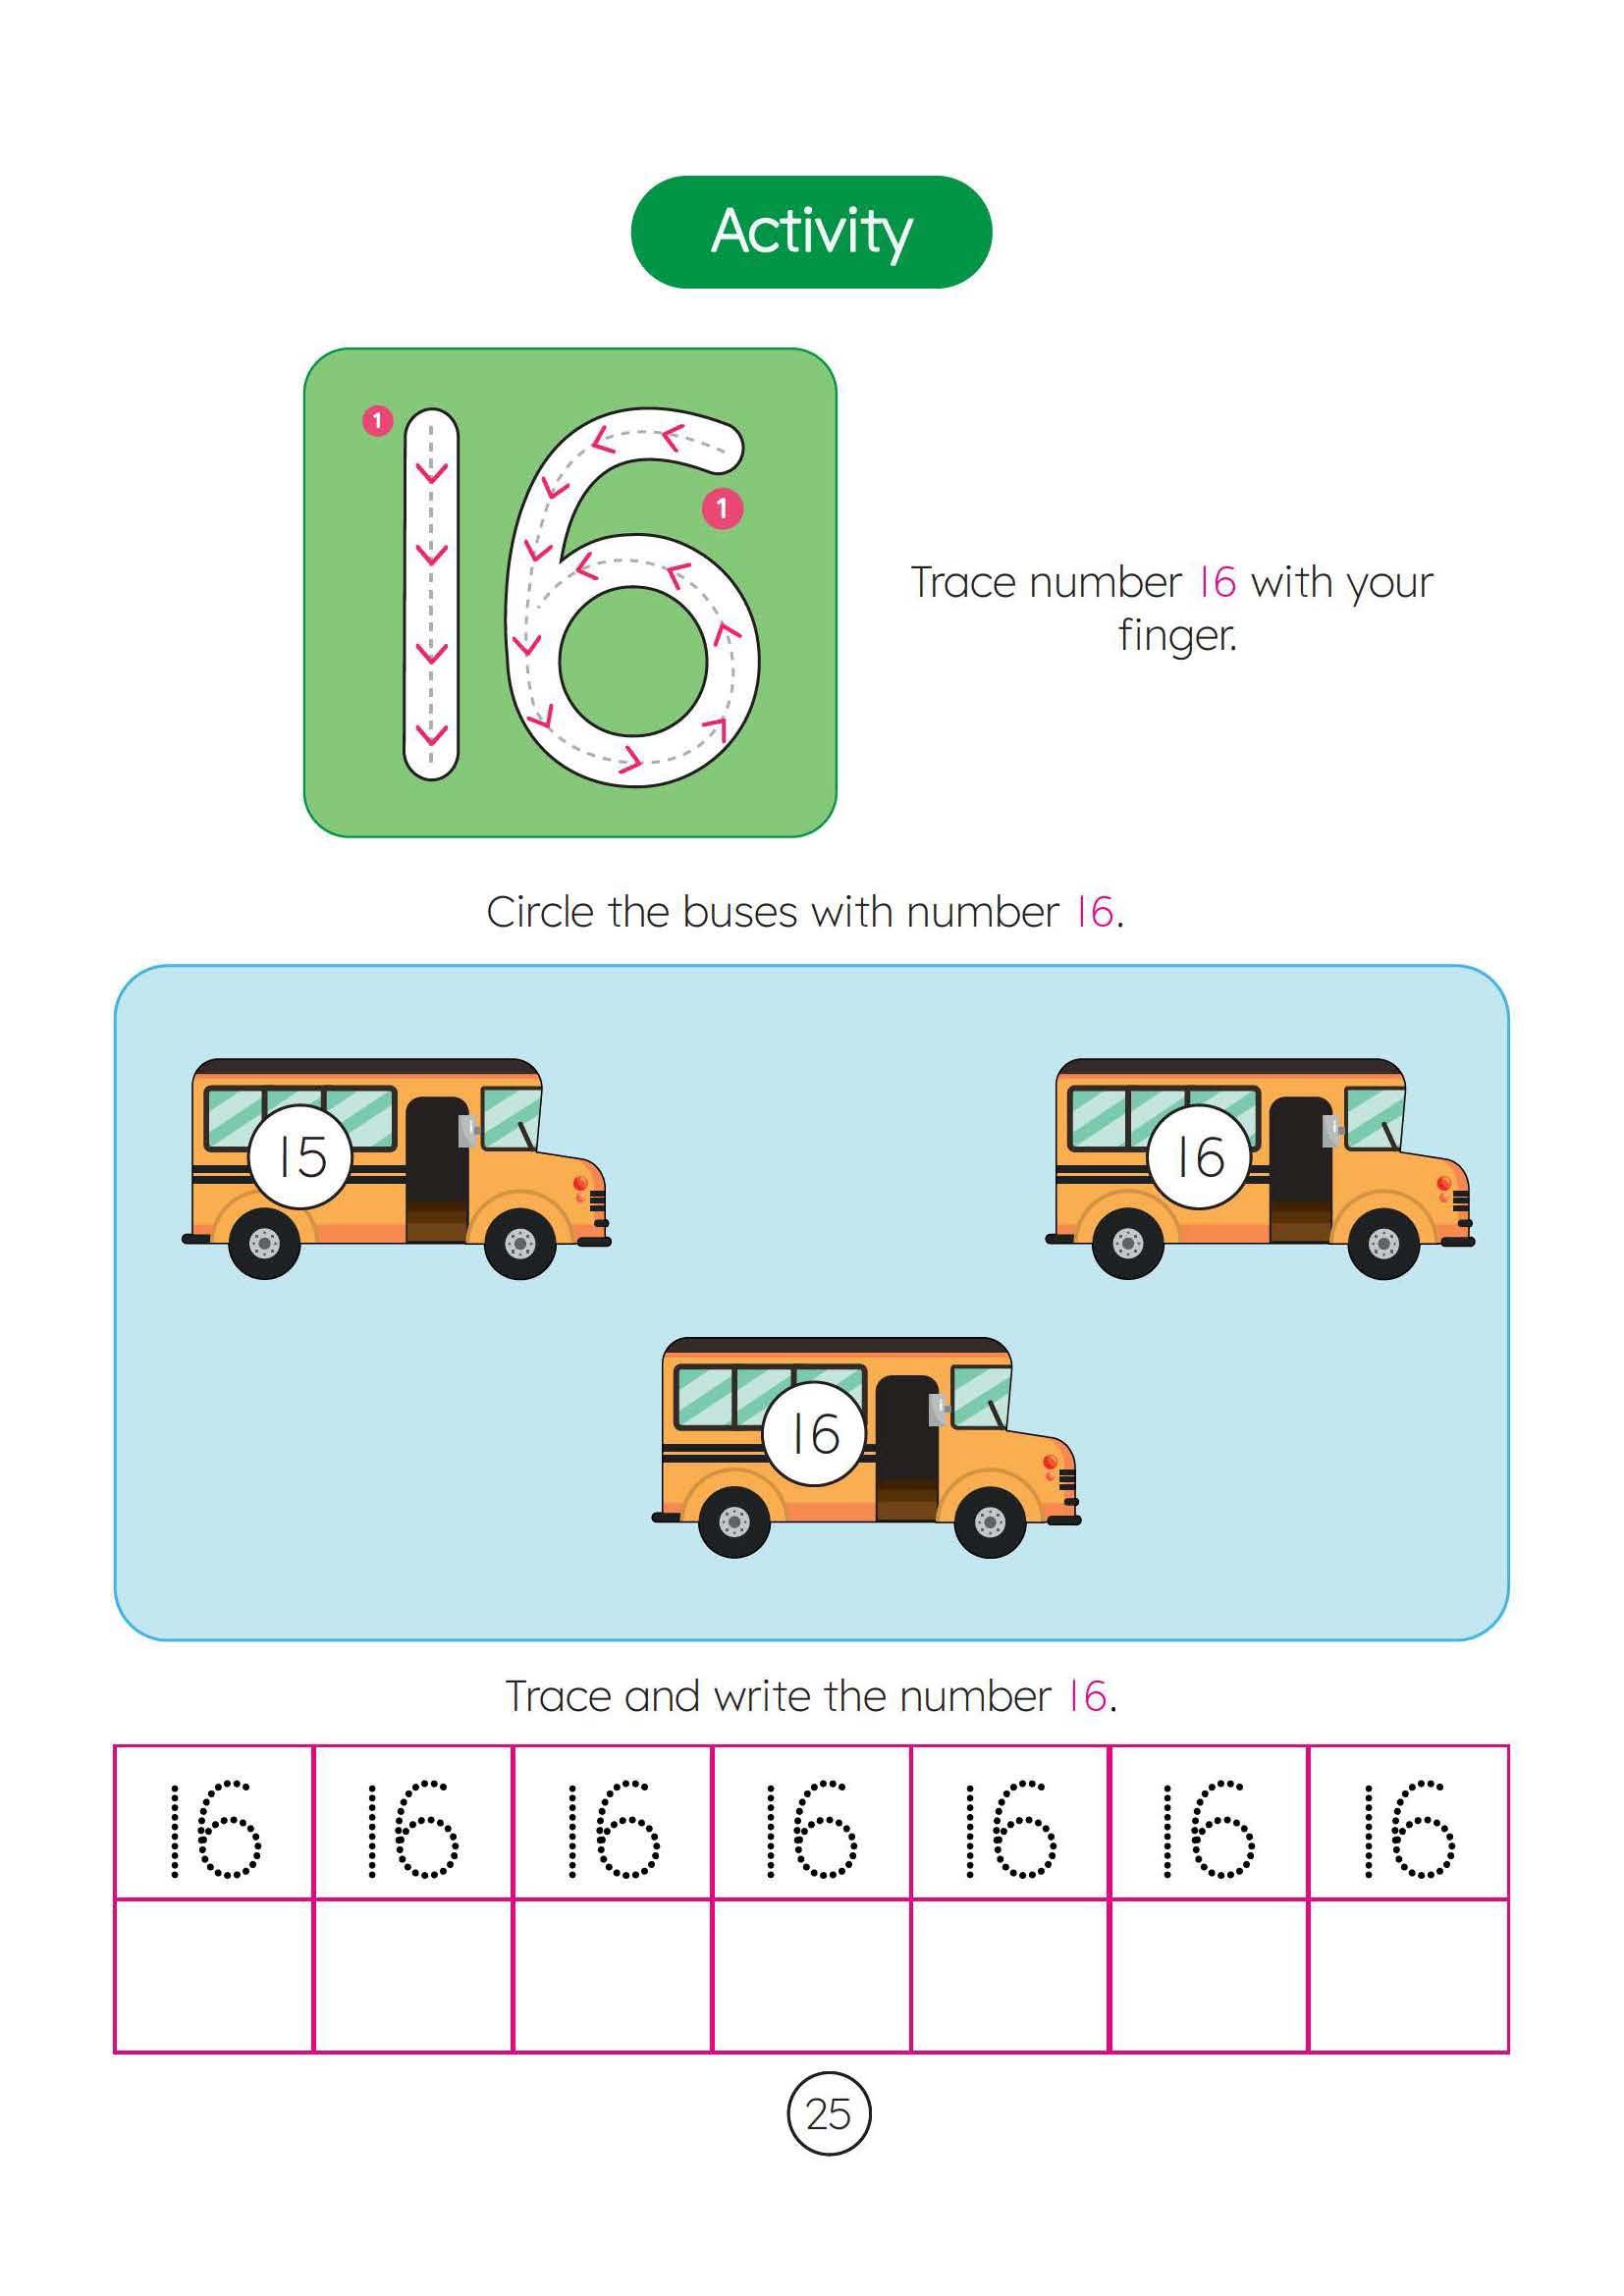 Activity
1
16
1
Trace number 16 with your
finger.
Circle the buses with number 16.
15
16
16
Trace and write the number 16.
16 16 16 16 16 16 16
25